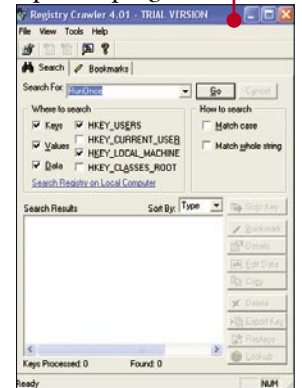 Registry Crawler 4.01 - TRIAL VERSION
File View Tools Help
Search Bookmarks
Search For: RunOnce Go Cancel
Where to search How to search
Keys HKEY_USERS Match case
HKEY_CURRENT_USER
Values Match whole string
HKEY_LOCAL_MACHINE
Data HKEY_CLASSES_ROOT
Search Registry on Local Computer
Search Results Sort By: Type Goto Key
Bookmark
Details
Edit Data
Copy
Delete
Export Key
Replace
Lookup
Keys Processed: 0 Found: 0
Ready NUM